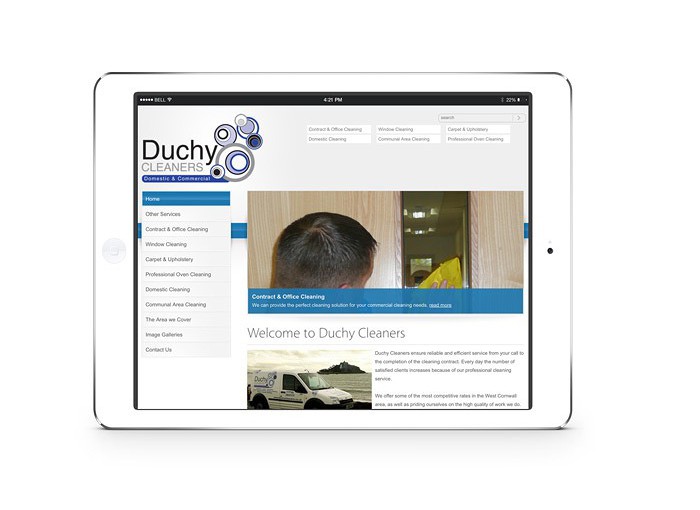 BELL
4:21 PM
22%
search
Contract & Office Cleaning
Window Cleaning
Carpet & Upholstery
Domestic Cleaning
Communal Area Cleaning
Professional Oven Cleaning
Duchy
CLEANERS
Domestic & Commercial
Home
Other Services
Contract & Office Cleaning
Window Cleaning
Carpet & Upholstery
Professional Oven Cleaning
Domestic Cleaning
Communal Area Cleaning
The Area we Cover
Image Galleries
Contact Us
Contract & Office Cleaning
We can provide the perfect cleaning solution for your commercial cleaning needs, read more
Welcome to Duchy Cleaners
Duchy Cleaners ensure reliable and efficient service from your call to
the completion of the cleaning contract. Every day the number of
satisfied clients increases because of our professional cleaning
service.
We offer some of the most competitive rates in the West Cornwall
area, as well as priding ourselves on the high quality of work we do.
Duchy